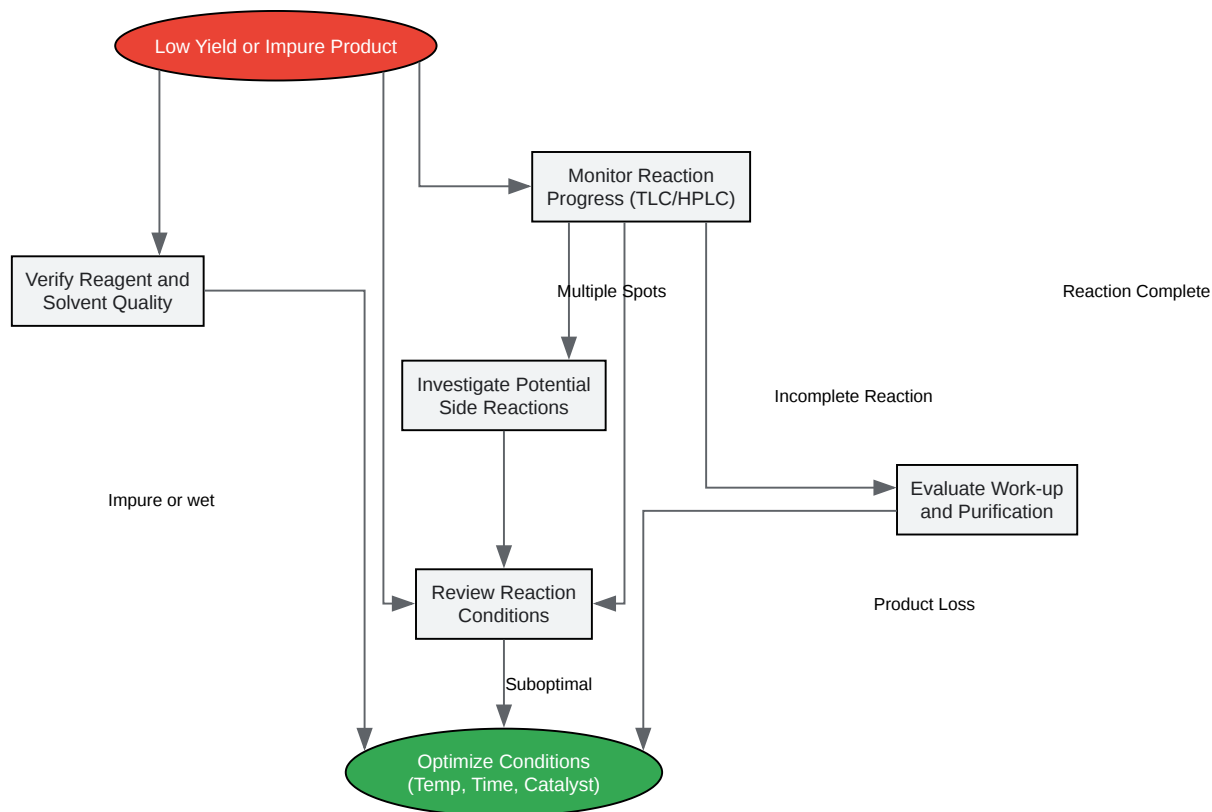 Low Yield or Impure Product
Monitor Reaction
Progress (TLC/HPLC)
Verify Reagent and
Solvent Quality
Multiple Spots
Reaction Complete
Investigate Potential
Side Reactions
Incomplete Reaction
Impure or wet
Evaluate Work-up
and Purification
Review Reaction
Conditions
Product Loss
Suboptimal
Optimize Conditions
(Temp, Time, Catalyst)